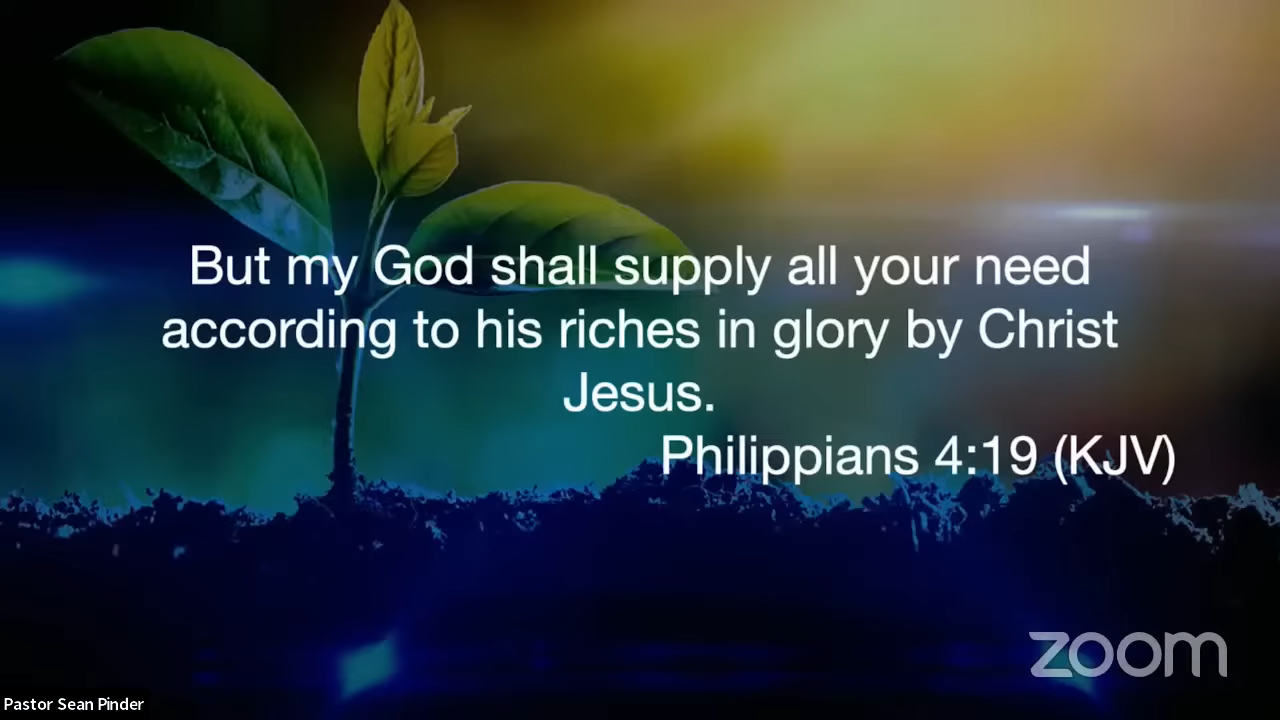 But my God shall supply all your need
according to his riches in glory by Christ
Jesus.
Philippians 4:19 (KJV)
zoom
Pastor Sean Pinder